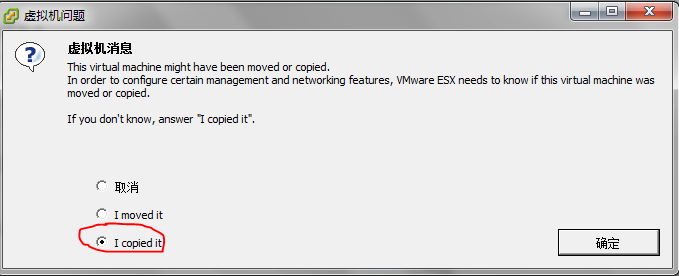 虚拟机问题
虚拟机消息
This virtual machine might have been moved or copied.
In order to configure certain management and networking features, VMware ESX needs to know if this virtual machine was
moved or copied.
If you don't know, answer "I copied it".
取消
I moved it
I copied it
确定